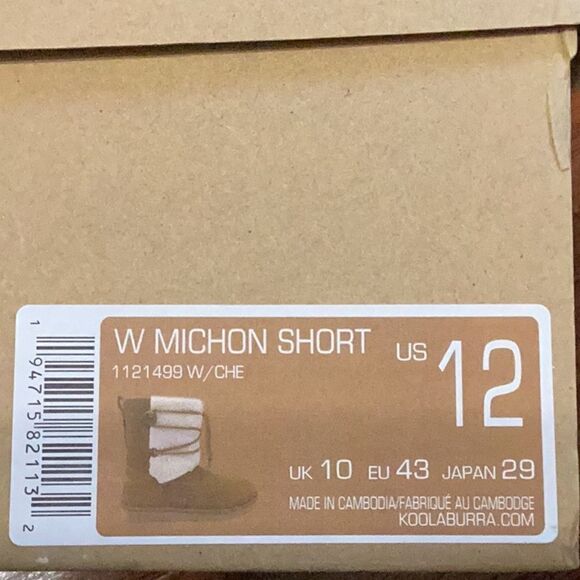 W MICHON SHORT
1121499 W/CHE
US 12
UK 10 EU 43 JAPAN 29
MADE IN CAMBODIA/FABRIQUÉ AU CAMBODGE
KOOLABURRA.COM
1 94715 82113 2